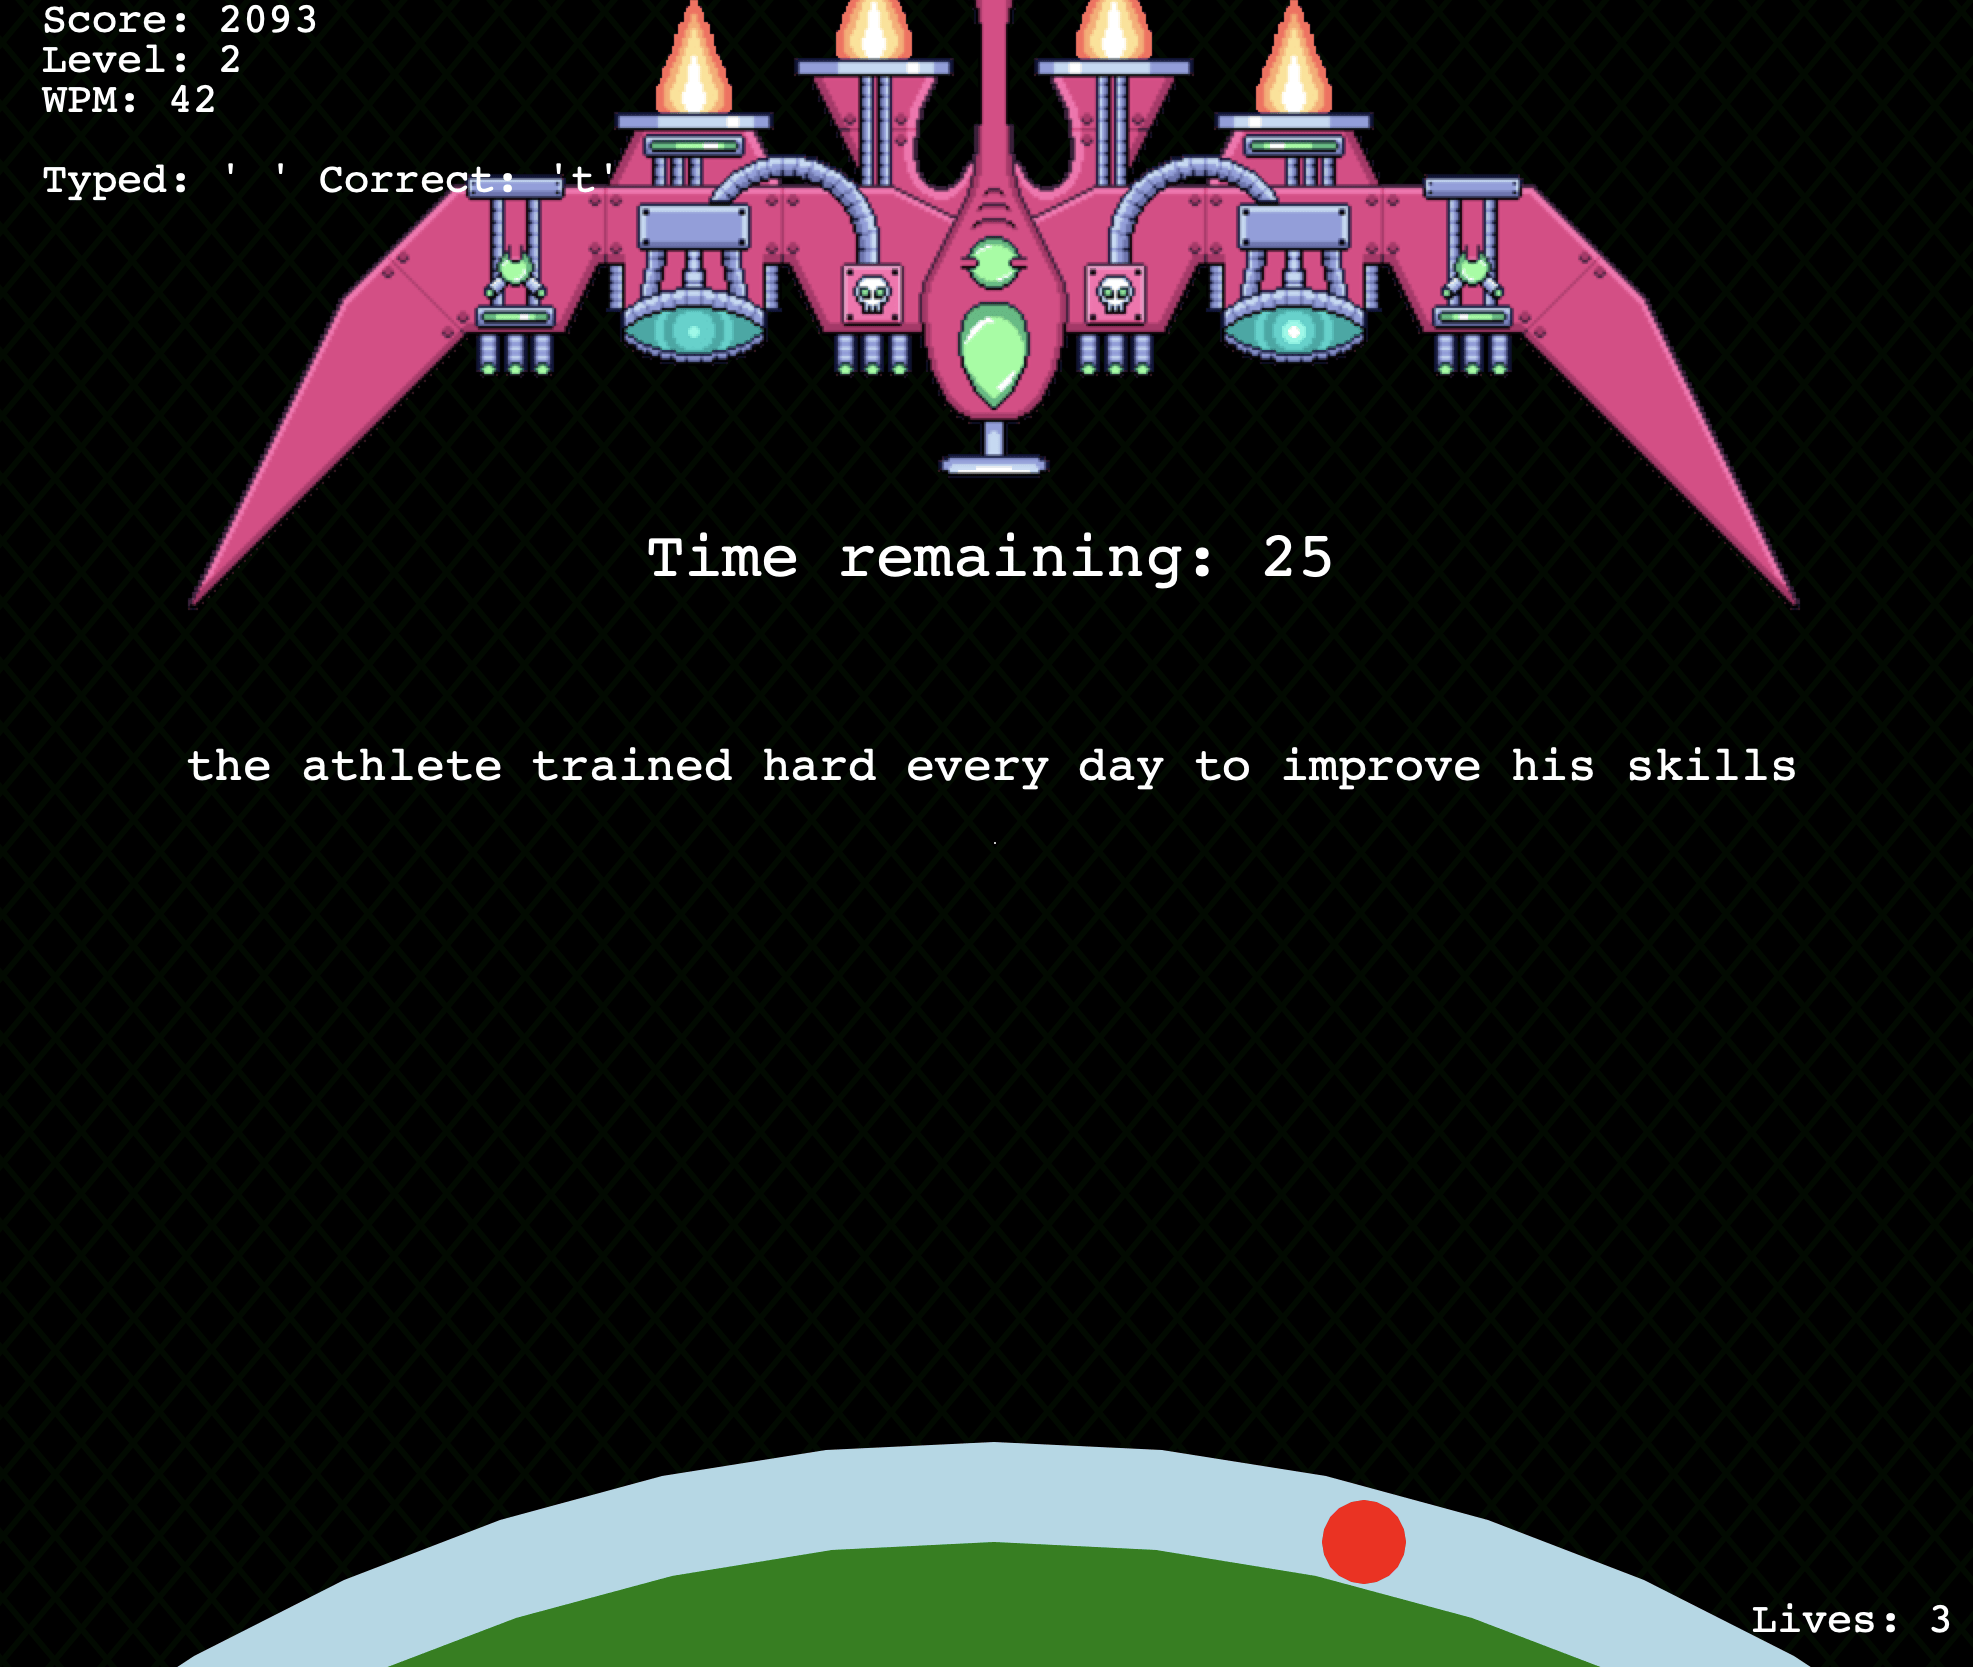 Score: 2093
Level: 2
WPM: 42
Typed: ' ' Correct: 't'
Time remaining: 25
the athlete trained hard every day to improve his skills
.
Lives: 3